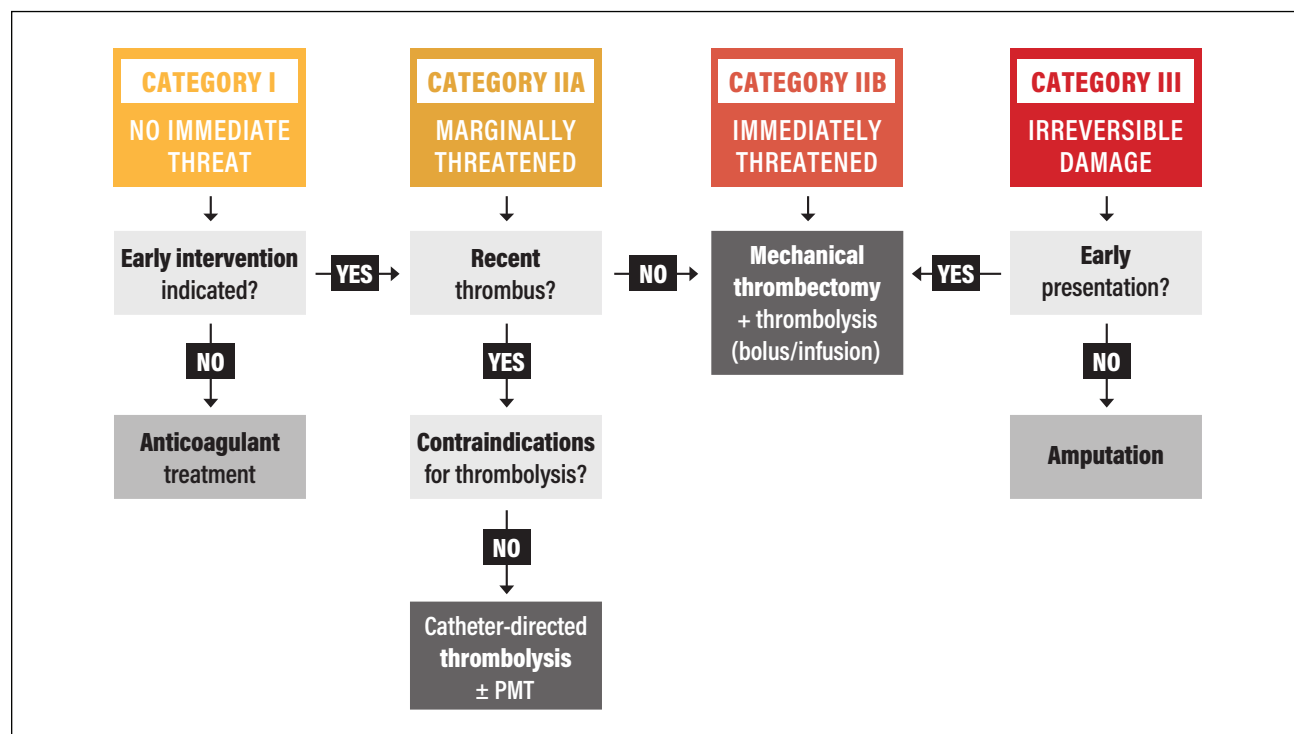 CATEGORY I
NO IMMEDIATE
THREAT
CATEGORY IIA
MARGINALLY
THREATENED
CATEGORY IIB
IMMEDIATELY
THREATENED
CATEGORY III
IRREVERSIBLE
DAMAGE
Early intervention
indicated?
YES
Recent
thrombus?
NO
Mechanical
thrombectomy
+ thrombolysis
(bolus/infusion)
YES
Early
presentation?
NO
YES
NO
Anticoagulant
treatment
Contraindications
for thrombolysis?
Amputation
NO
Catheter-directed
thrombolysis
± PMT